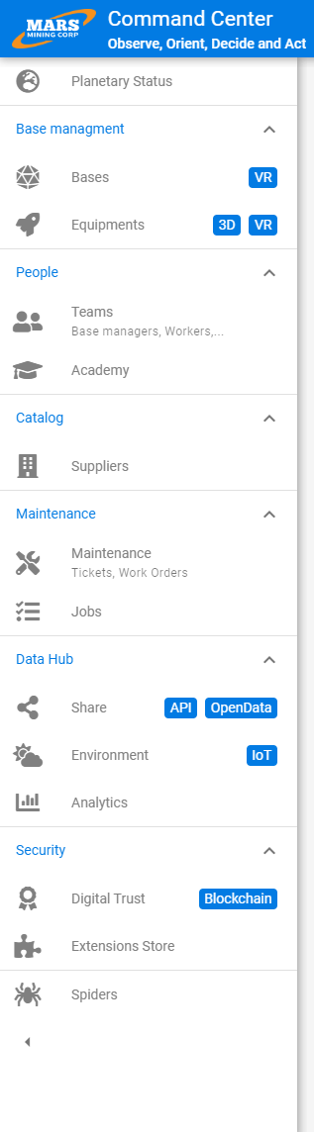 MARS
MINING CORP
Command Center
Observe, Orient, Decide and Act
Planetary Status
Base managment
Bases VR
Equipments 3D VR
People
Teams
Base managers, Workers,...
Academy
Catalog
Suppliers
Maintenance
Maintenance
Tickets, Work Orders
Jobs
Data Hub
Share API OpenData
Environment IoT
Analytics
Security
Digital Trust Blockchain
Extensions Store
Spiders